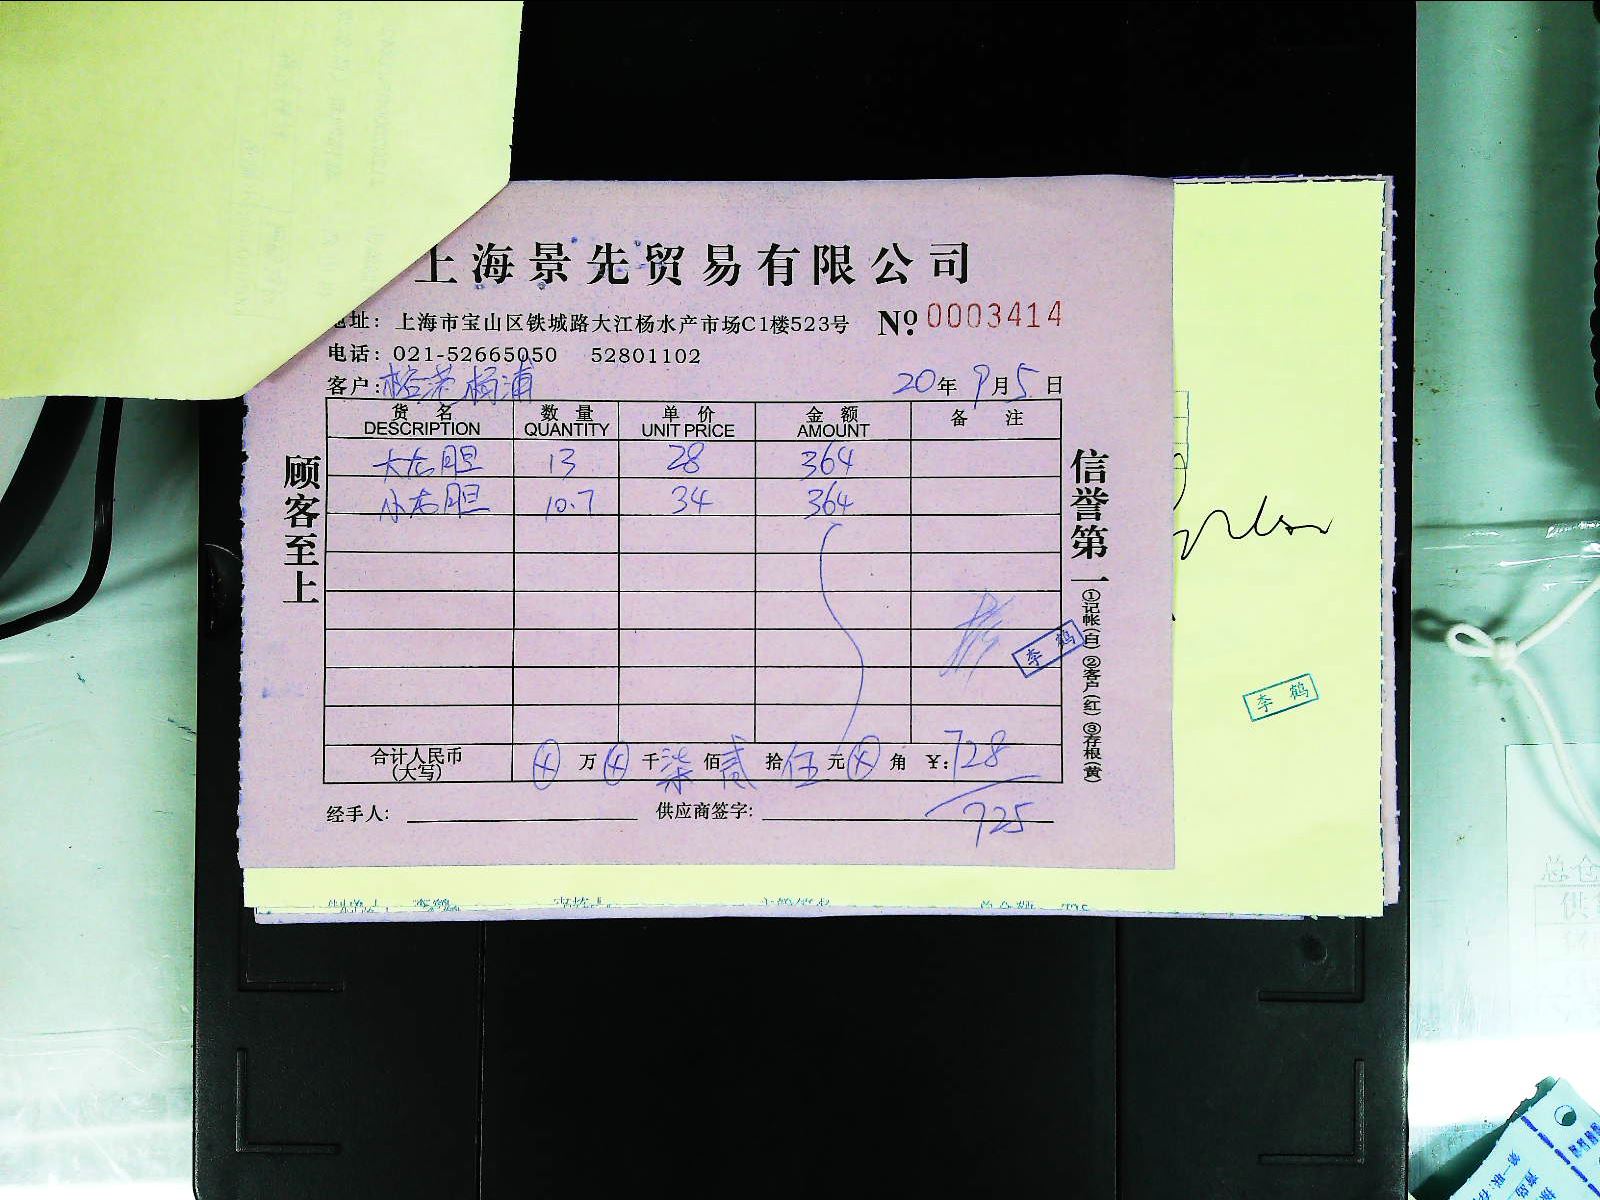 上海景先贸易有限公司
地址：上海市宝山区铁城路大江杨水产市场C1楼523号 Nº 0003414
电话：021-52665050 52801102
客户：杨浦 20年9月5日
货名 数量 单价 金额 备注
DESCRIPTION QUANTITY UNIT PRICE AMOUNT
大右胆 13 28 364
小右胆 10.7 34 364
合计人民币 ⊗万⊗千柒佰贰拾伍元⊗角 ¥：728
(大写)
725
经手人： 供应商签字：
顾客至上
信誉第一
①记帐(白)②客户(红)③存根(黄)
李鹤
李鹤